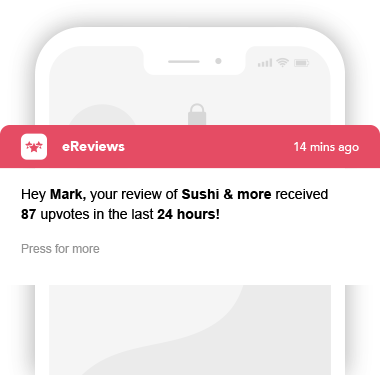 eReviews
14 mins ago
Hey Mark, your review of Sushi & more received
87 upvotes in the last 24 hours!
Press for more